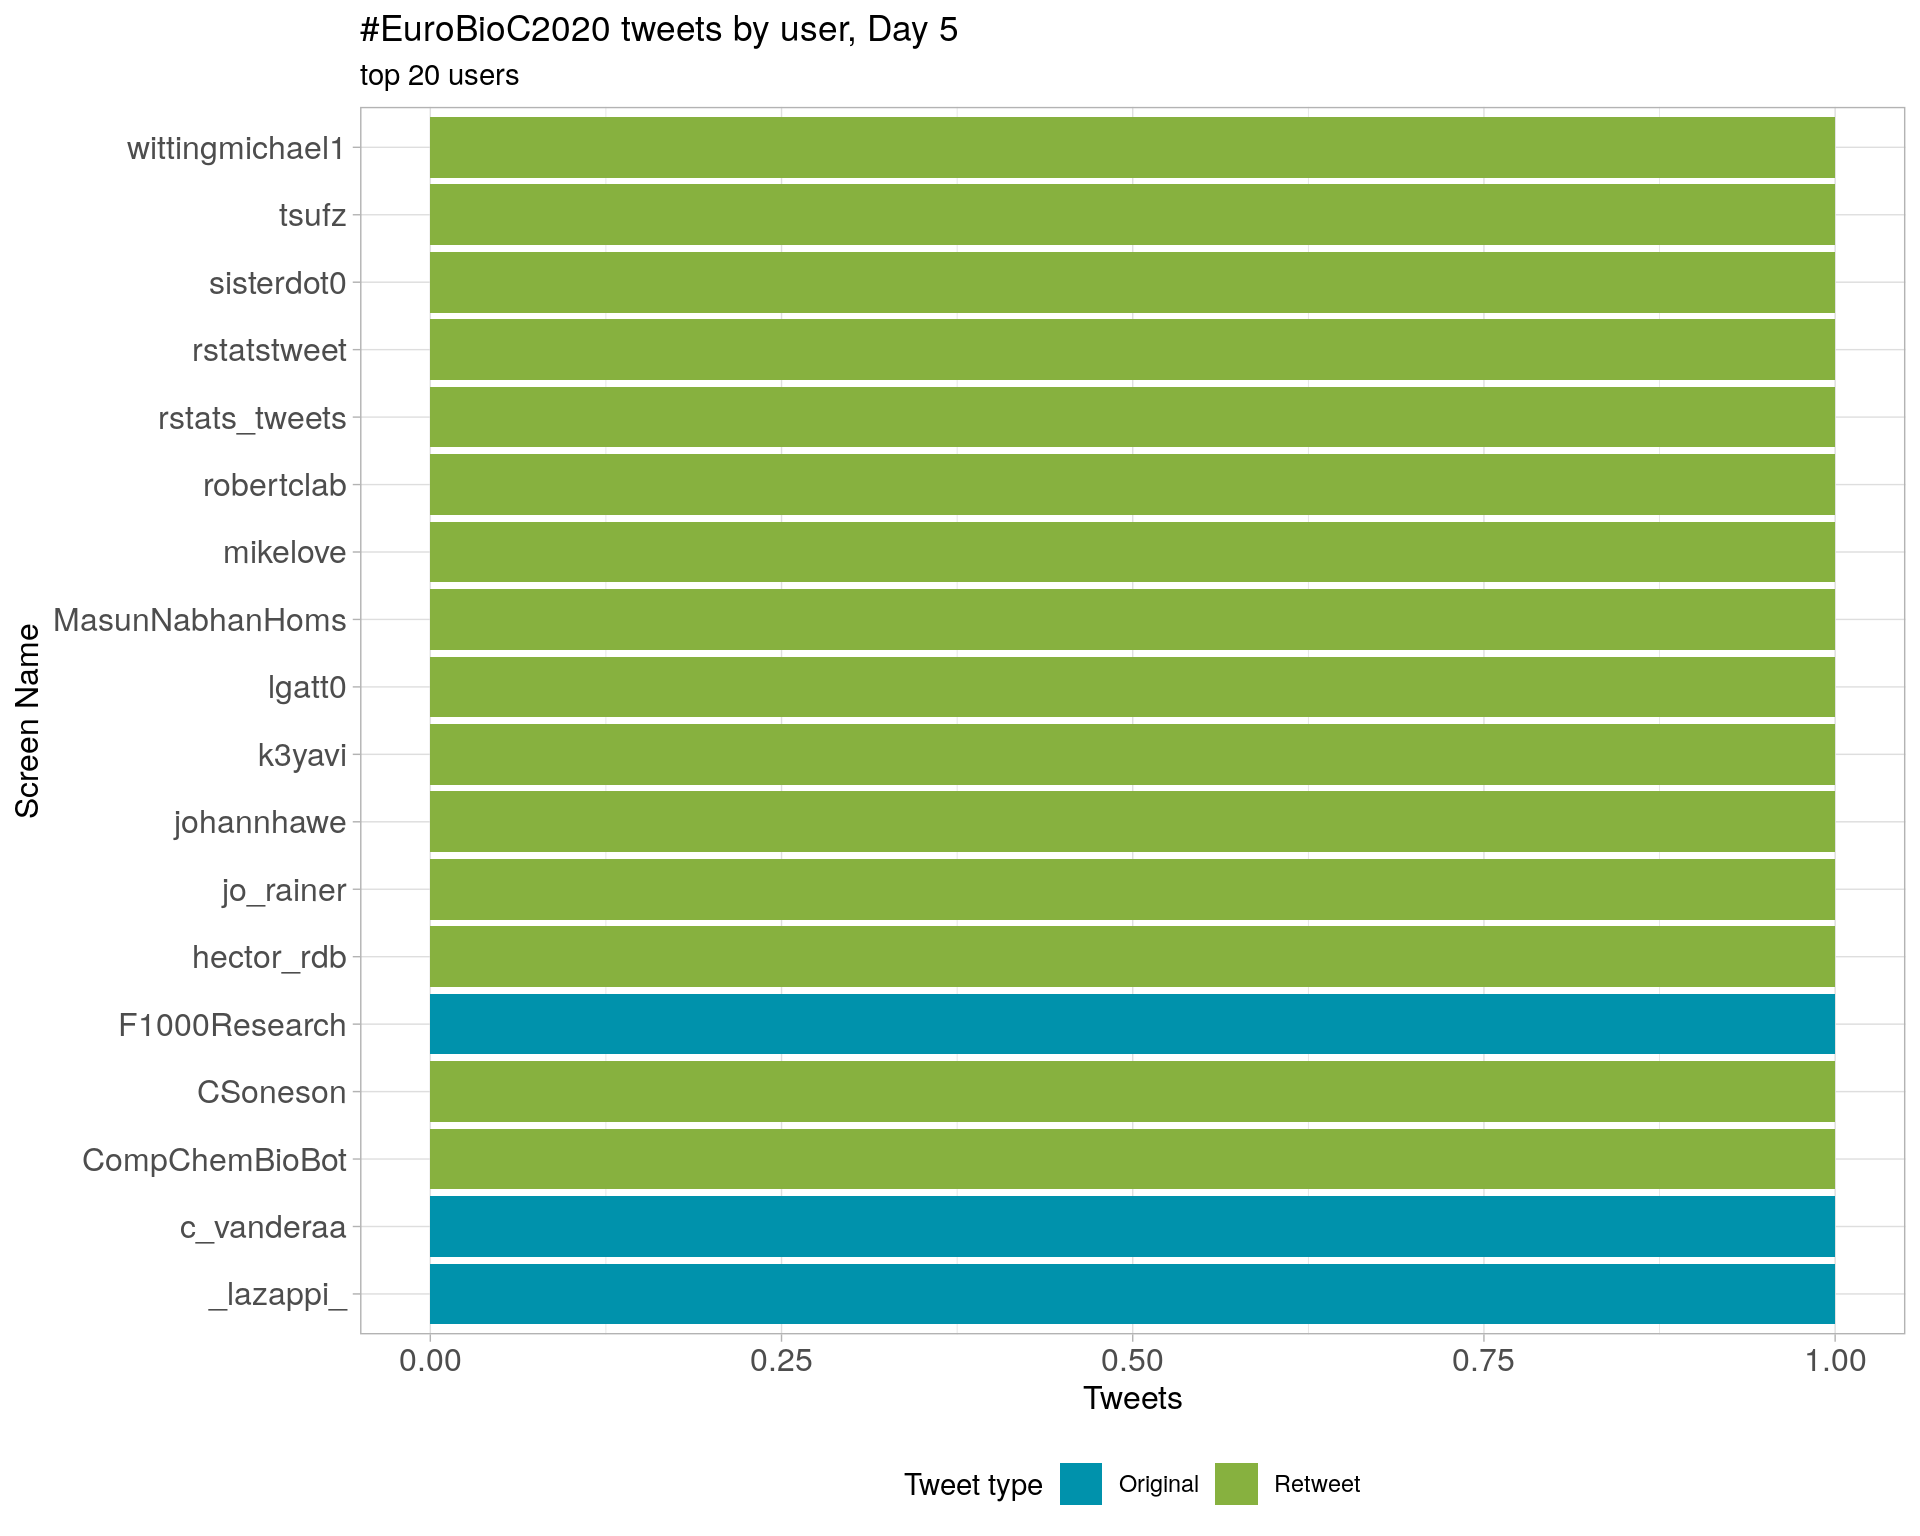 #EuroBioC2020 tweets by user, Day 5
top 20 users
Screen Name
wittingmichael1
tsufz
sisterdot0
rstatstweet
rstats_tweets
robertclab
mikelove
MasunNabhanHoms
lgatt0
k3yavi
johannhawe
jo_rainer
hector_rdb
F1000Research
CSoneson
CompChemBioBot
c_vanderaa
_lazappi_
0.00 0.25 0.50 0.75 1.00
Tweets
Tweet type Original Retweet